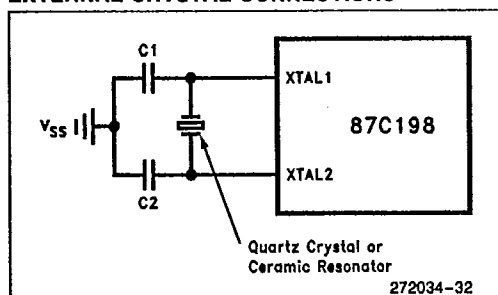 EXTERNAL CRYSTAL CONNECTIONS
C1
XTAL1
VSS
87C198
XTAL2
C2
Quartz Crystal or
Ceramic Resonator
272034-32